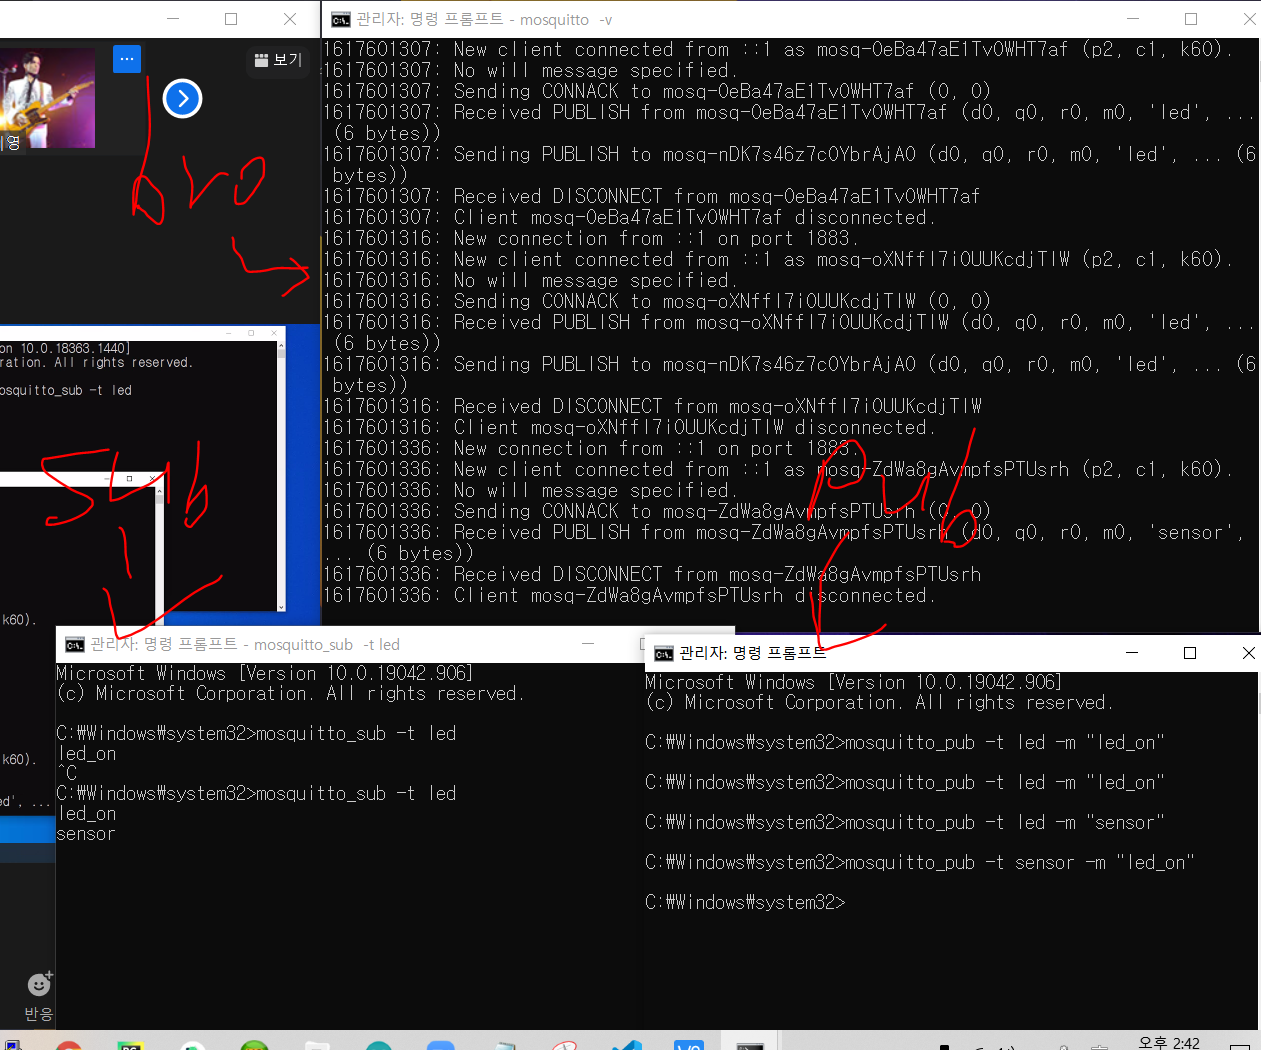 관리자: 명령 프롬프트 - mosquitto -v
보기
영
bro
1617601307: New client connected from ::1 as mosq-0eBa47aE1Tv0WHT7af (p2, c1, k60).
1617601307: No will message specified.
1617601307: Sending CONNACK to mosq-0eBa47aE1Tv0WHT7af (0, 0)
1617601307: Received PUBLISH from mosq-0eBa47aE1Tv0WHT7af (d0, q0, r0, m0, 'led', ...
(6 bytes))
1617601307: Sending PUBLISH to mosq-nDK7s46z7c0YbrAjA0 (d0, q0, r0, m0, 'led', ... (6
bytes))
1617601307: Received DISCONNECT from mosq-0eBa47aE1Tv0WHT7af
1617601307: Client mosq-0eBa47aE1Tv0WHT7af disconnected.
1617601316: New connection from ::1 on port 1883.
1617601316: New client connected from ::1 as mosq-oXNffl7i0UUKcdjTlW (p2, c1, k60).
1617601316: No will message specified.
1617601316: Sending CONNACK to mosq-oXNffl7i0UUKcdjTlW (0, 0)
1617601316: Received PUBLISH from mosq-oXNffl7i0UUKcdjTlW (d0, q0, r0, m0, 'led', ...
(6 bytes))
1617601316: Sending PUBLISH to mosq-nDK7s46z7c0YbrAjA0 (d0, q0, r0, m0, 'led', ... (6
bytes))
1617601316: Received DISCONNECT from mosq-oXNffl7i0UUKcdjTlW
1617601316: Client mosq-oXNffl7i0UUKcdjTlW disconnected.
1617601336: New connection from ::1 on port 1883.
1617601336: New client connected from ::1 as mosq-ZdWa8gAvmpfsPTUsrh (p2, c1, k60).
1617601336: No will message specified.
1617601336: Sending CONNACK to mosq-ZdWa8gAvmpfsPTUsrh (0, 0)
1617601336: Received PUBLISH from mosq-ZdWa8gAvmpfsPTUsrh (d0, q0, r0, m0, 'sensor',
... (6 bytes))
1617601336: Received DISCONNECT from mosq-ZdWa8gAvmpfsPTUsrh
1617601336: Client mosq-ZdWa8gAvmpfsPTUsrh disconnected.
pub
on 10.0.18363.1440]
ration. All rights reserved.
osquitto_sub -t led
sub
k60).
k60).
ed', ...
관리자: 명령 프롬프트 - mosquitto_sub -t led
Microsoft Windows [Version 10.0.19042.906]
(c) Microsoft Corporation. All rights reserved.
C:₩Windows₩system32>mosquitto_sub -t led
led_on
^C
C:₩Windows₩system32>mosquitto_sub -t led
led_on
sensor
관리자: 명령 프롬프트
Microsoft Windows [Version 10.0.19042.906]
(c) Microsoft Corporation. All rights reserved.
C:₩Windows₩system32>mosquitto_pub -t led -m "led_on"
C:₩Windows₩system32>mosquitto_pub -t led -m "led_on"
C:₩Windows₩system32>mosquitto_pub -t led -m "sensor"
C:₩Windows₩system32>mosquitto_pub -t sensor -m "led_on"
C:₩Windows₩system32>
반응
오후 2:42